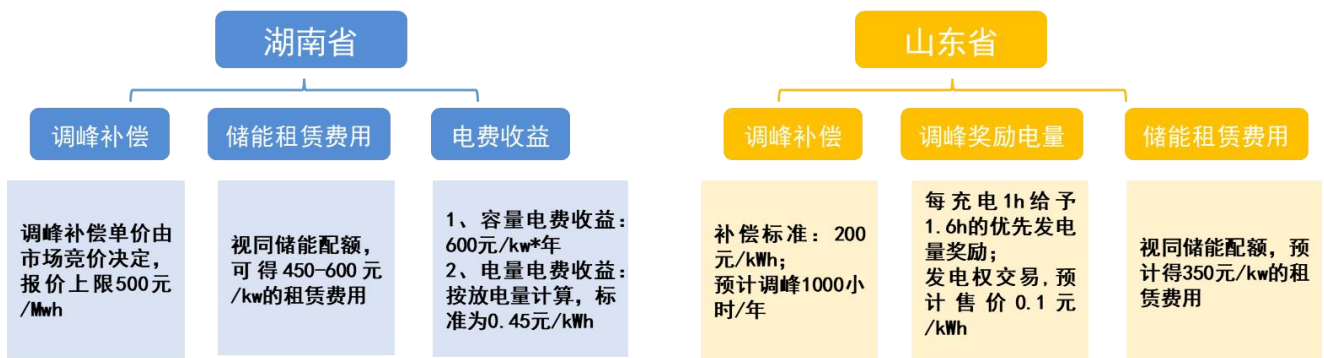 湖南省
调峰补偿
储能租赁费用
电费收益
调峰补偿单价由
市场竞价决定，
报价上限500元
/Mwh
视同储能配额，
可得450-600元
/kw的租赁费用
1、容量电费收益：
600元/kw*年
2、电量电费收益：
按放电量计算，标
准为0.45元/kWh
山东省
调峰补偿
调峰奖励电量
储能租赁费用
补偿标准：200
元/kWh；
预计调峰1000小
时/年
每充电1h给予
1.6h的优先发电
量奖励；
发电权交易,预
计售价0.1元
/kWh
视同储能配额，预
计得350元/kw的租
赁费用